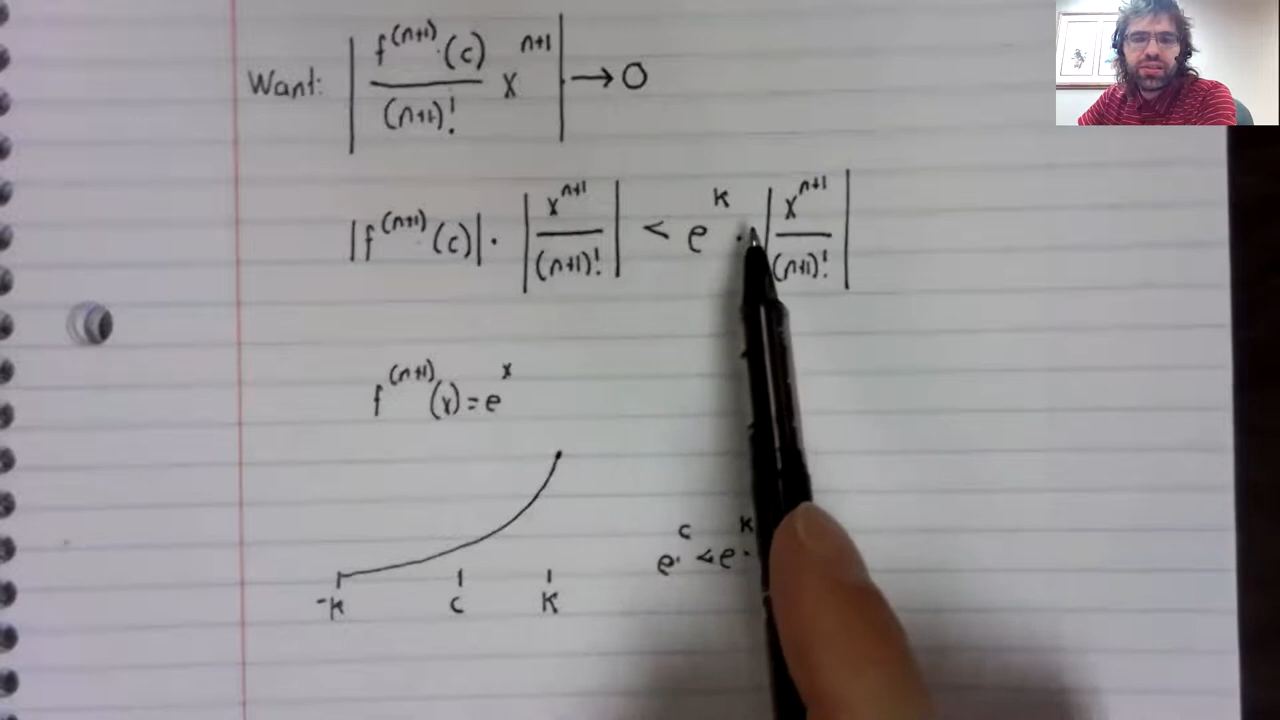 Want: | f^(n+1)(c) / (n+1)! x^n+1 | → 0
|f^(n+1)(c)| · | x^n+1 / (n+1)! | < e^k · | x^n+1 / (n+1)! |
f^(n+1)(x) = e^x
e^c < e^k
-k c k